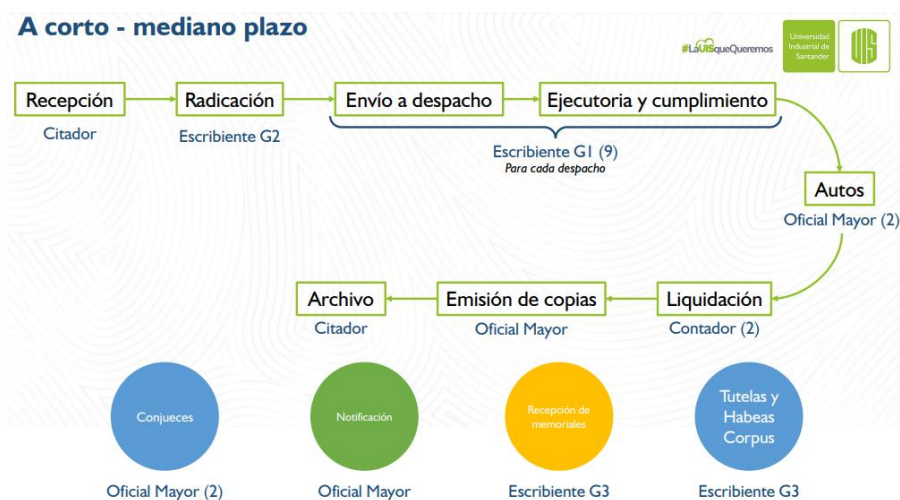 A corto - mediano plazo
#LaUISqueQueremos
Universidad
Industrial de
Santander
UIS
Recepción
Citador
Radicación
Escribiente G2
Envío a despacho
Ejecutoria y cumplimiento
Escribiente G1 (9)
Para cada despacho
Autos
Oficial Mayor (2)
Archivo
Citador
Emisión de copias
Oficial Mayor
Liquidación
Contador (2)
Conjueces
Oficial Mayor (2)
Notificación
Oficial Mayor
Recepción de
memoriales
Escribiente G3
Tutelas y
Habeas
Corpus
Escribiente G3